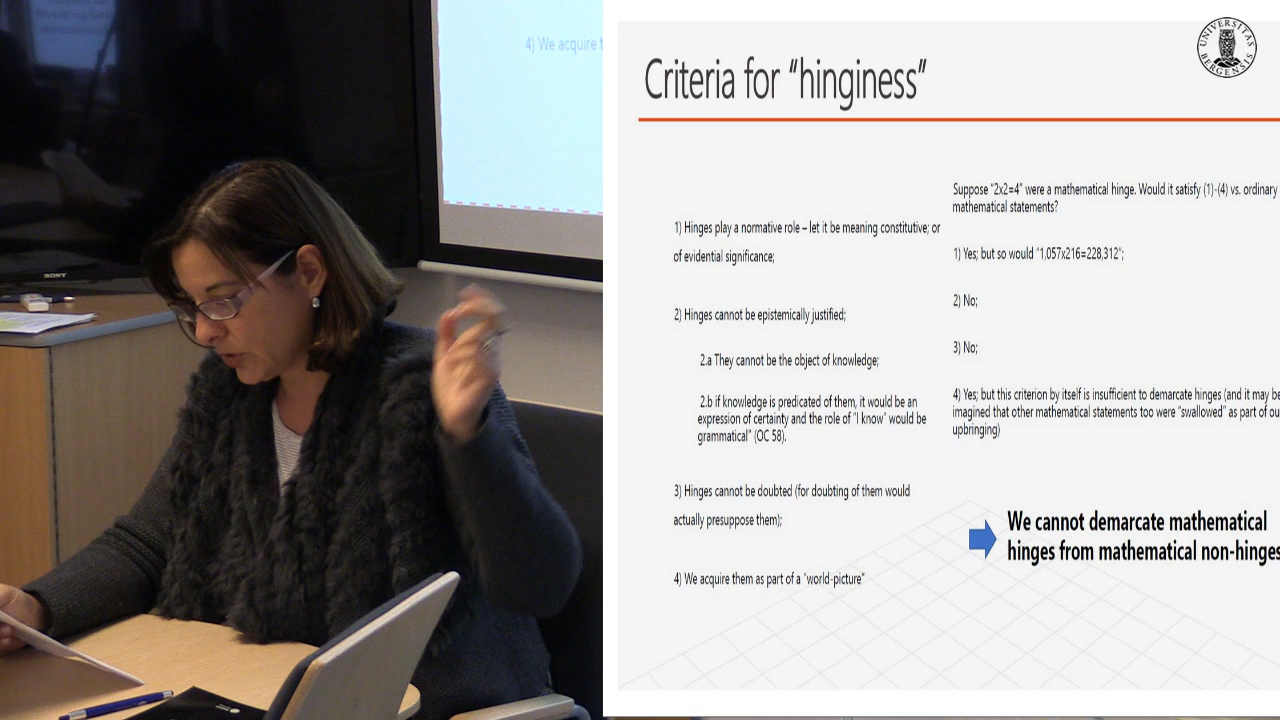 4) We acquire t
SONY
UNIVERSITAS BERGENSIS
Criteria for “hinginess”
1) Hinges play a normative role – let it be meaning constitutive; or
of evidential significance;
2) Hinges cannot be epistemically justified;
2.a They cannot be the object of knowledge;
2.b if knowledge is predicated of them, it would be an
expression of certainty and the role of “I know” would be
grammatical” (OC 58).
3) Hinges cannot be doubted (for doubting of them would
actually presuppose them);
4) We acquire them as part of a “world-picture”
Suppose “2x2=4” were a mathematical hinge. Would it satisfy (1)-(4) vs. ordinary
mathematical statements?
1) Yes; but so would “1,057x216=228,312”;
2) No;
3) No;
4) Yes; but this criterion by itself is insufficient to demarcate hinges (and it may be
imagined that other mathematical statements too were “swallowed” as part of ou
upbringing)
We cannot demarcate mathematical
hinges from mathematical non-hinges